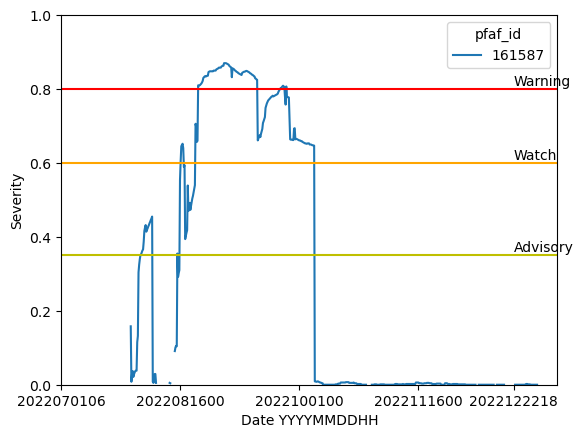 1.0
pfaf_id
161587
0.8
Warning
0.6
Watch
Severity
0.4
Advisory
0.2
0.0
2022070106 2022081600 2022100100 2022111600 2022122218
Date YYYYMMDDHH